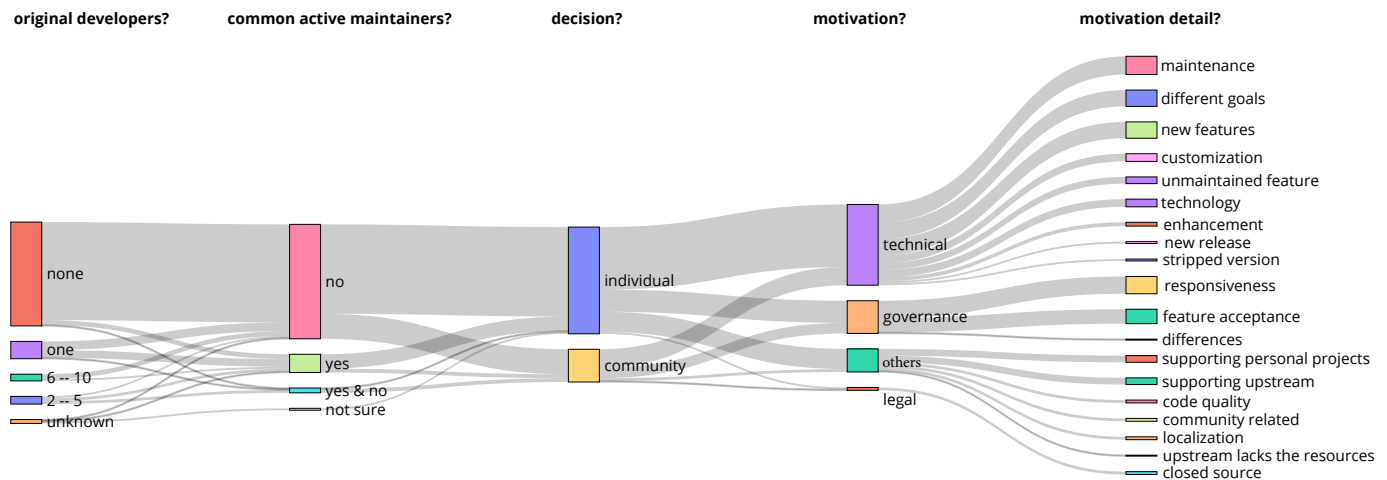 original developers?
common active maintainers?
decision?
motivation?
motivation detail?
none
one
6 -- 10
2 -- 5
unknown
no
yes
yes & no
not sure
individual
community
technical
governance
others
legal
maintenance
different goals
new features
customization
unmaintained feature
technology
enhancement
new release
stripped version
responsiveness
feature acceptance
differences
supporting personal projects
supporting upstream
code quality
community related
localization
upstream lacks the resources
closed source